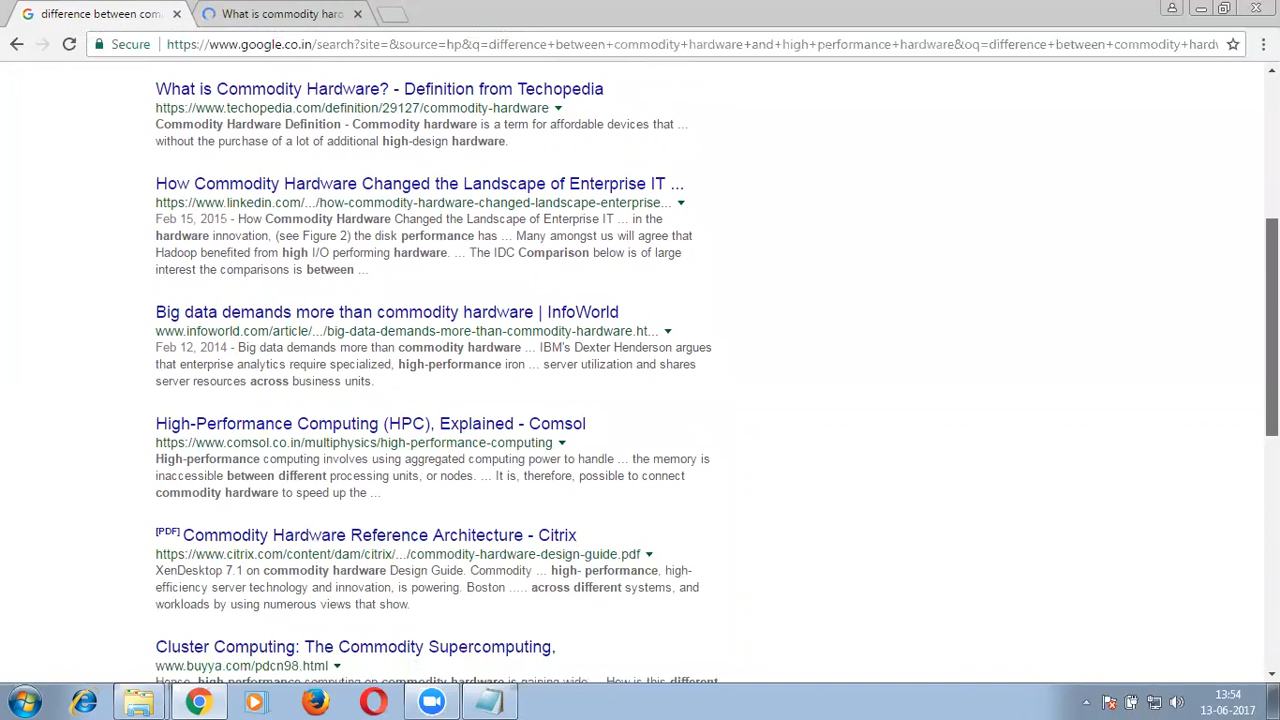 difference between com
What is commodity hard
Secure
https://www.google.co.in/search?site=&source=hp&q=difference+between+commodity+hardware+and+high+performance+hardware&oq=difference+between+commodity+hardw
What is Commodity Hardware? - Definition from Techopedia
https://www.techopedia.com/definition/29127/commodity-hardware
Commodity Hardware Definition - Commodity hardware is a term for affordable devices that ...
without the purchase of a lot of additional high-design hardware.
How Commodity Hardware Changed the Landscape of Enterprise IT ...
https://www.linkedin.com/.../how-commodity-hardware-changed-landscape-enterprise...
Feb 15, 2015 - How Commodity Hardware Changed the Landscape of Enterprise IT ... in the
hardware innovation, (see Figure 2) the disk performance has ... Many amongst us will agree that
Hadoop benefited from high I/O performing hardware. ... The IDC Comparison below is of large
interest the comparisons is between ...
Big data demands more than commodity hardware | InfoWorld
www.infoworld.com/article/.../big-data-demands-more-than-commodity-hardware.ht...
Feb 12, 2014 - Big data demands more than commodity hardware ... IBM's Dexter Henderson argues
that enterprise analytics require specialized, high-performance iron ... server utilization and shares
server resources across business units.
High-Performance Computing (HPC), Explained - Comsol
https://www.comsol.co.in/multiphysics/high-performance-computing
High-performance computing involves using aggregated computing power to handle ... the memory is
inaccessible between different processing units, or nodes. ... It is, therefore, possible to connect
commodity hardware to speed up the ...
[PDF] Commodity Hardware Reference Architecture - Citrix
https://www.citrix.com/content/dam/citrix/.../commodity-hardware-design-guide.pdf
XenDesktop 7.1 on commodity hardware Design Guide. Commodity ... high- performance, high-
efficiency server technology and innovation, is powering. Boston ..... across different systems, and
workloads by using numerous views that show.
Cluster Computing: The Commodity Supercomputing,
www.buyya.com/pdcn98.html
Hence, high-performance computing on commodity hardware is gaining wide ... How is this different
13:54
13-06-2017